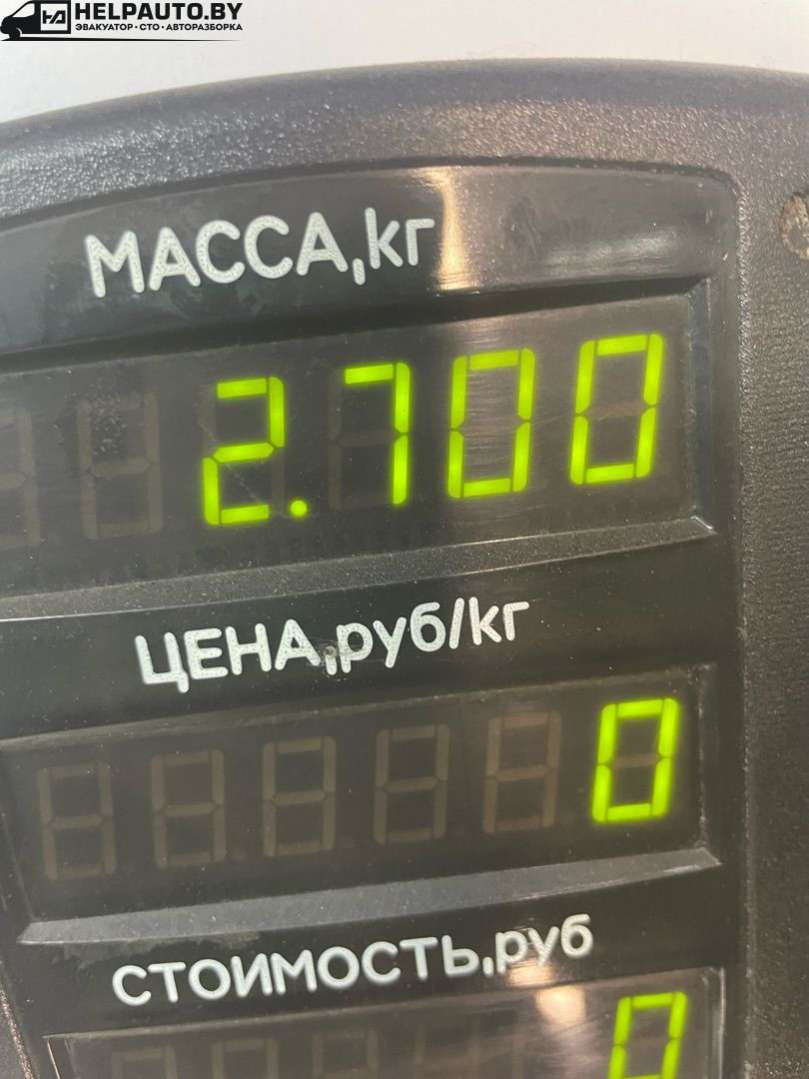 HELPAUTO.BY
ЭВАКУАТОР · СТО · АВТОРАЗБОРКА
МАССА,кг
2.700
ЦЕНА,руб/кг
0
СТОИМОСТЬ,руб
0